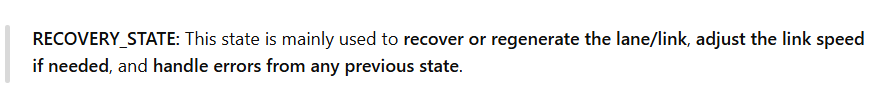 RECOVERY_STATE: This state is mainly used to recover or regenerate the lane/link, adjust the link speed
if needed, and handle errors from any previous state.